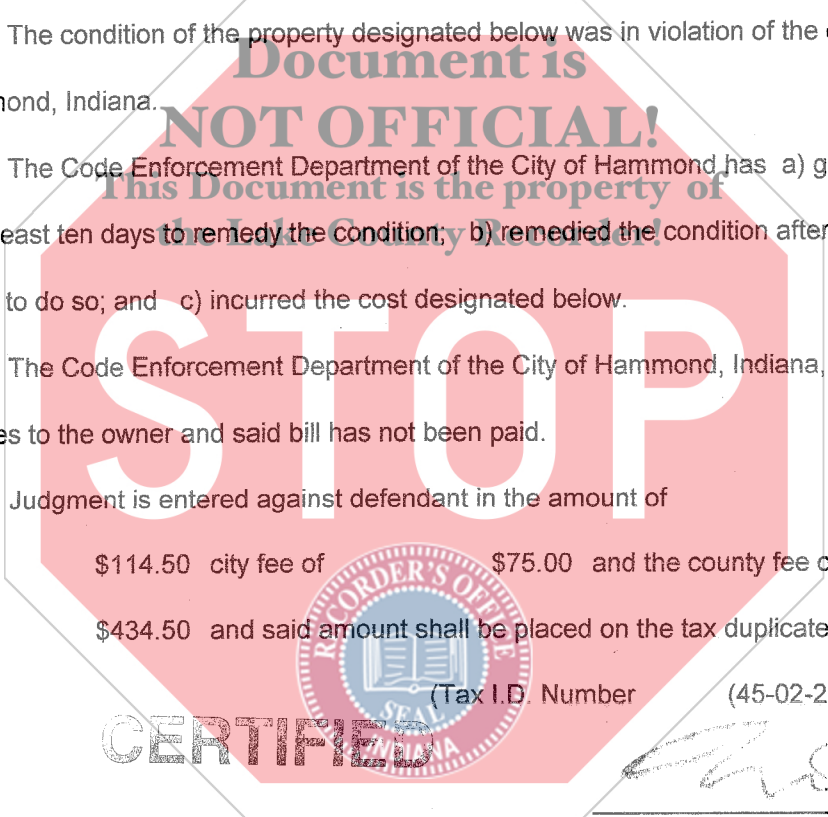 The condition of the property designated below was in violation of the
Document is
mond, Indiana.
NOT OFFICIAL!
The Code Enforcement Department of the City of Hammond has a) g
This Document is the property of
east ten days to remedy the condition; b) remedied the condition after
the Lake County Recorder!
to do so; and c) incurred the cost designated below.
STOP
The Code Enforcement Department of the City of Hammond, Indiana,
es to the owner and said bill has not been paid.
Judgment is entered against defendant in the amount of
$114.50 city fee of $75.00 and the county fee
$434.50 and said amount shall be placed on the tax duplicate
RECORDER'S OFFICE
SEAL
INDIANA
(Tax I.D. Number (45-02-2
CERTIFIED